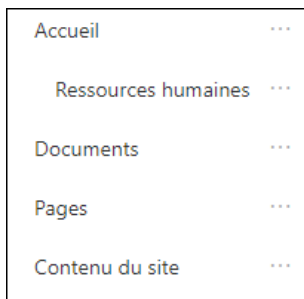 Accueil ...
Ressources humaines ...
Documents ...
Pages ...
Contenu du site ...